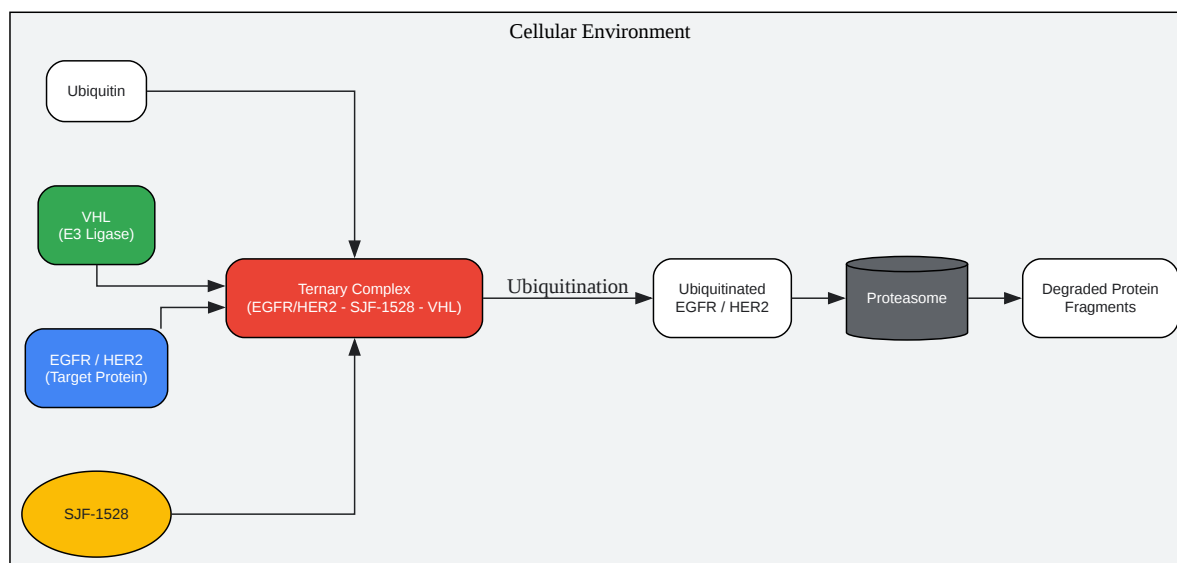 Cellular Environment
Ubiquitin
VHL
(E3 Ligase)
EGFR / HER2
(Target Protein)
SJF-1528
Ternary Complex
(EGFR/HER2 - SJF-1528 - VHL)
Ubiquitination
Ubiquitinated
EGFR / HER2
Proteasome
Degraded Protein
Fragments